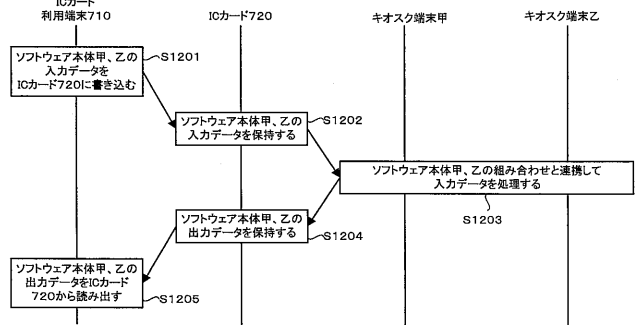 ICカード
利用端末710
ICカード720
キオスク端末甲
キオスク端末乙
ソフトウェア本体甲、乙の
入力データを
ICカード720に書き込む
S1201
ソフトウェア本体甲、乙の
入力データを保持する
S1202
ソフトウェア本体甲、乙の組み合わせと連携して
入力データを処理する
S1203
ソフトウェア本体甲、乙の
出力データを保持する
S1204
ソフトウェア本体甲、乙の
出力データをICカード
720から読み出す
S1205